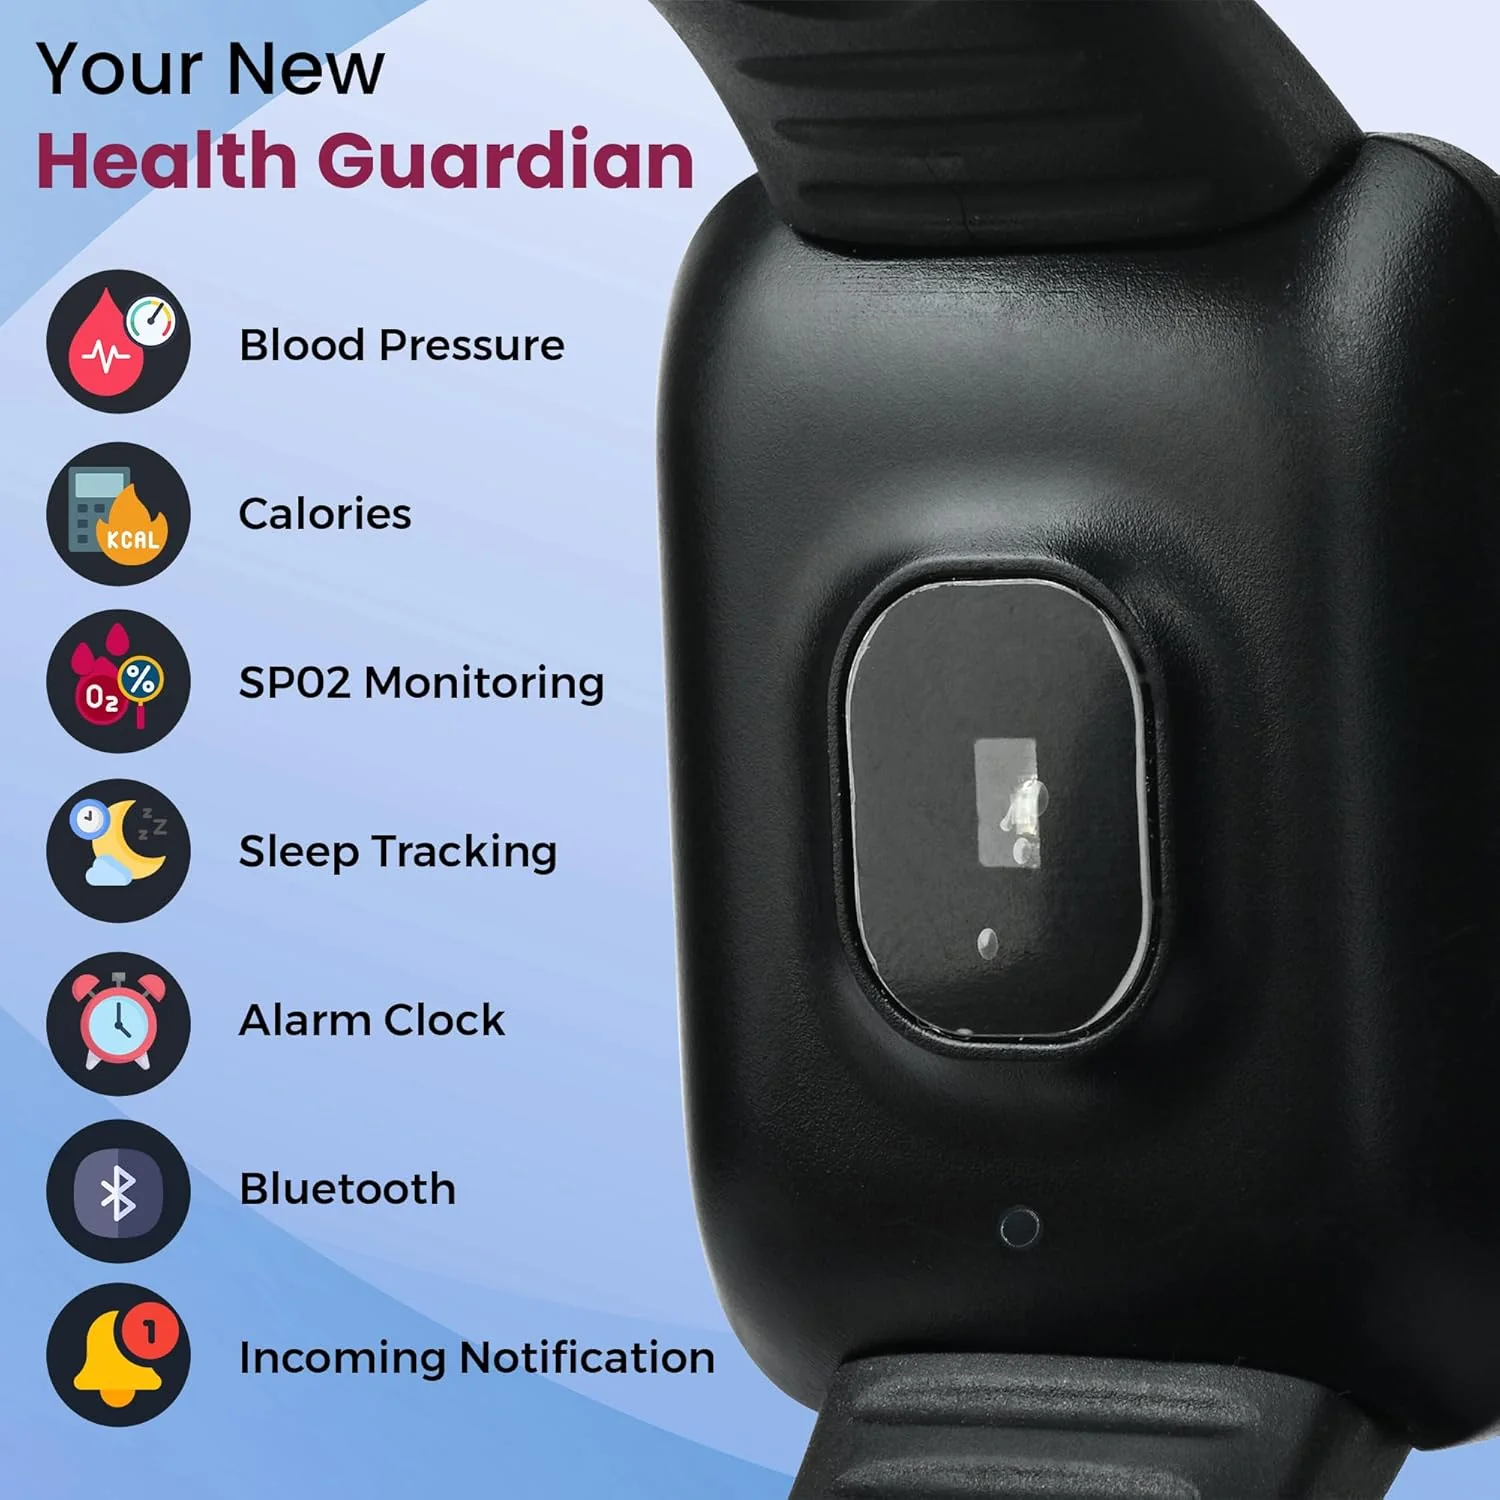 Your New
Health Guardian
Blood Pressure
KCAL
Calories
O2 %
SP02 Monitoring
z z z
Sleep Tracking
Alarm Clock
Bluetooth
1
Incoming Notification